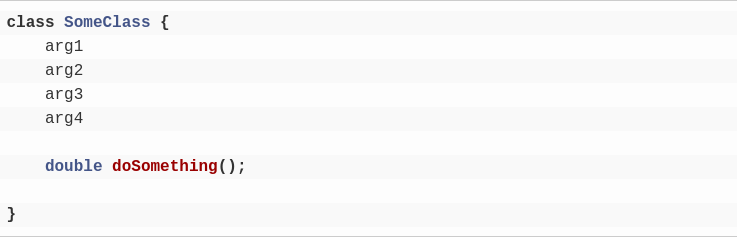 class SomeClass {
    arg1
    arg2
    arg3
    arg4

    double doSomething();

}